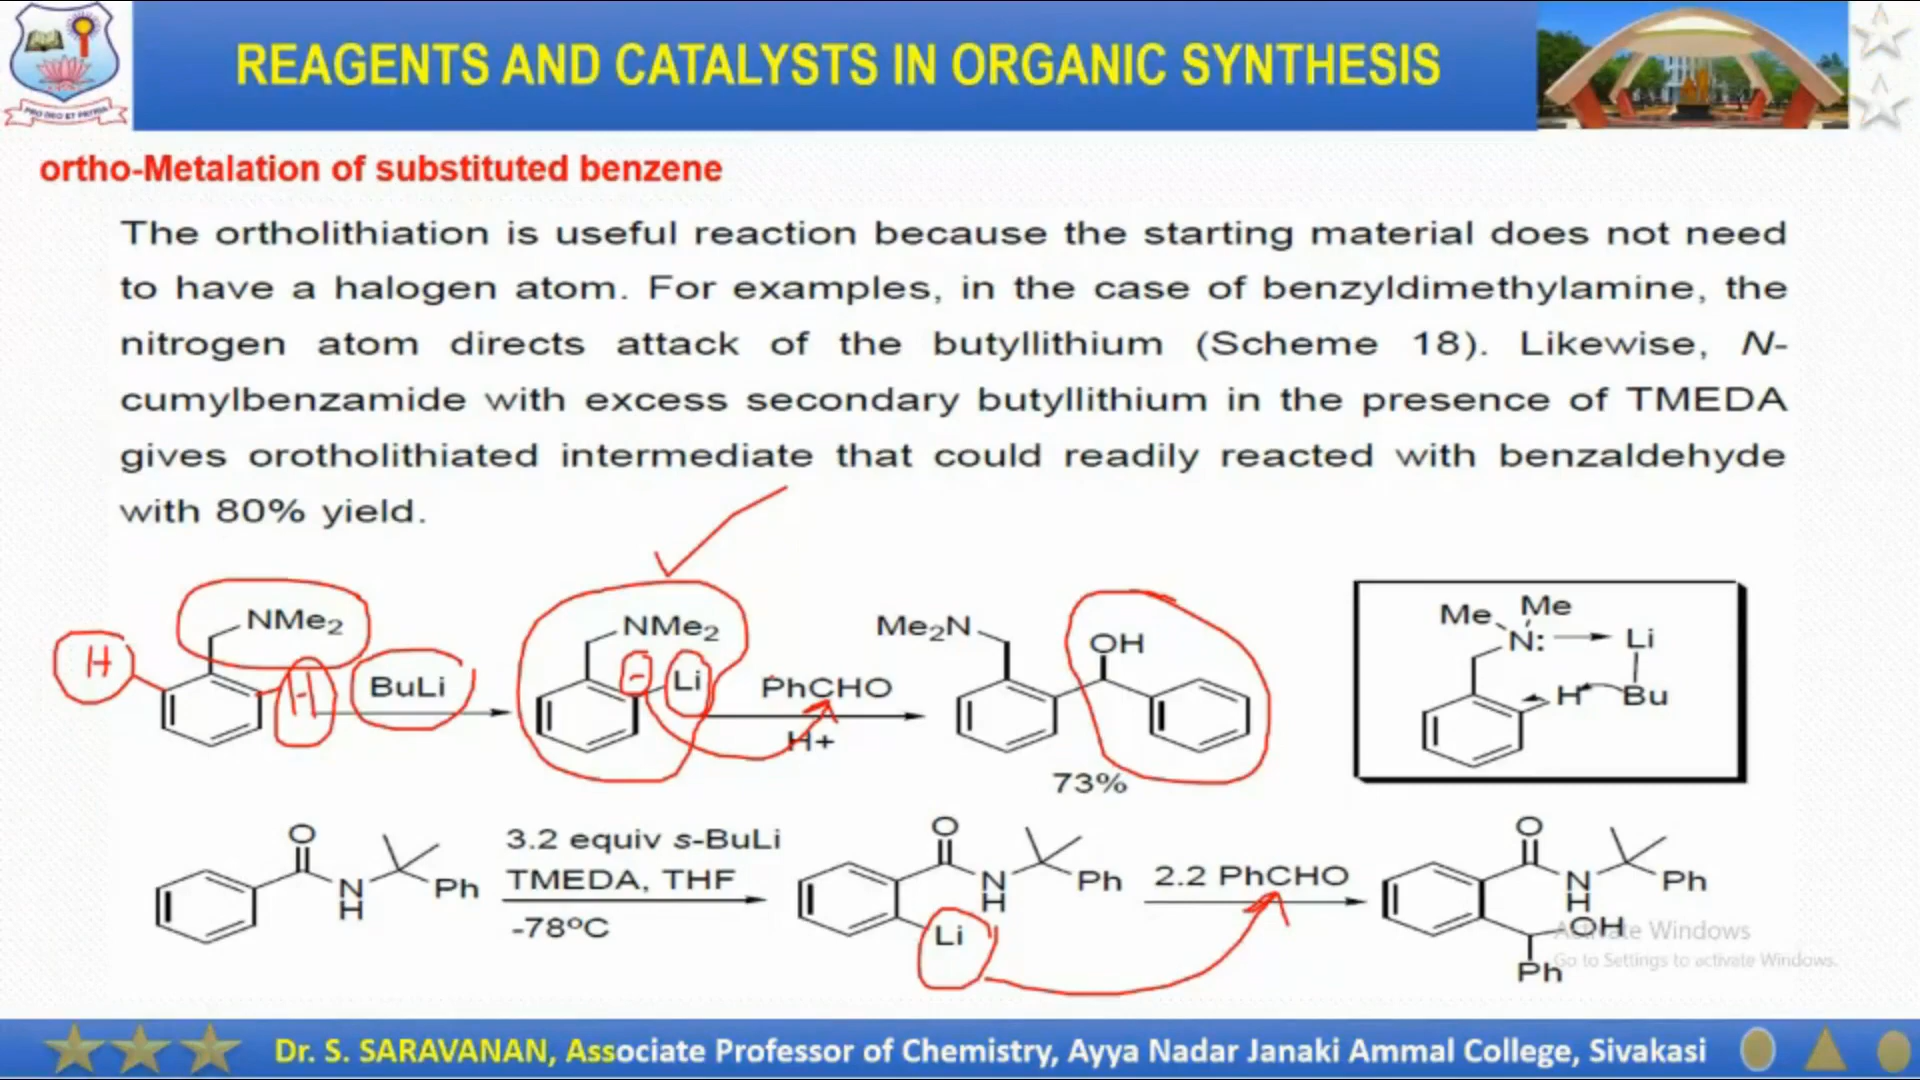 PRO DEO ET PATRIA
REAGENTS AND CATALYSTS IN ORGANIC SYNTHESIS
ortho-Metalation of substituted benzene
The ortholithiation is useful reaction because the starting material does not need
to have a halogen atom. For examples, in the case of benzyldimethylamine, the
nitrogen atom directs attack of the butyllithium (Scheme 18). Likewise, N-
cumylbenzamide with excess secondary butyllithium in the presence of TMEDA
gives orotholithiated intermediate that could readily reacted with benzaldehyde
with 80% yield.
NMe2
H
H
BuLi
NMe2
-
Li
PhCHO
H+
Me2N
OH
73%
Me Me
N: Li
H Bu
O
N
H
Ph
3.2 equiv s-BuLi
TMEDA, THF
-78ºC
O
N
H
Ph
Li
2.2 PhCHO
O
N
H
Ph
OH
Ph
Activate Windows
Go to Settings to activate Windows.
Dr. S. SARAVANAN, Associate Professor of Chemistry, Ayya Nadar Janaki Ammal College, Sivakasi